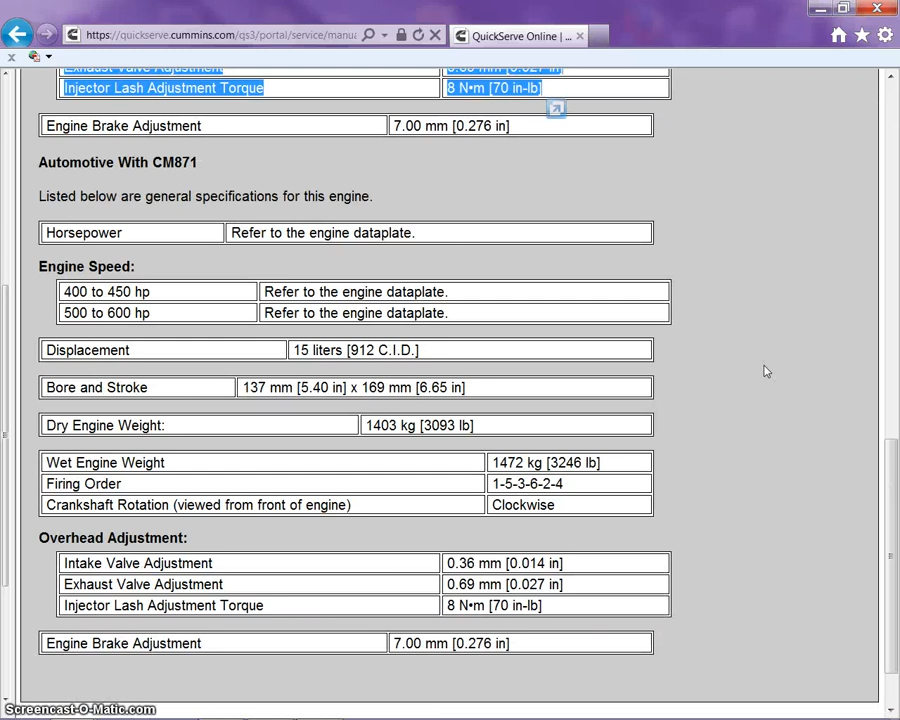 https://quickserve.cummins.com/qs3/portal/service/manua
QuickServe Online | ...
Exhaust Valve Adjustment
Injector Lash Adjustment Torque 8 N•m [70 in-lb]
Engine Brake Adjustment 7.00 mm [0.276 in]
Automotive With CM871
Listed below are general specifications for this engine.
Horsepower Refer to the engine dataplate.
Engine Speed:
400 to 450 hp Refer to the engine dataplate.
500 to 600 hp Refer to the engine dataplate.
Displacement 15 liters [912 C.I.D.]
Bore and Stroke 137 mm [5.40 in] x 169 mm [6.65 in]
Dry Engine Weight: 1403 kg [3093 lb]
Wet Engine Weight 1472 kg [3246 lb]
Firing Order 1-5-3-6-2-4
Crankshaft Rotation (viewed from front of engine) Clockwise
Overhead Adjustment:
Intake Valve Adjustment 0.36 mm [0.014 in]
Exhaust Valve Adjustment 0.69 mm [0.027 in]
Injector Lash Adjustment Torque 8 N•m [70 in-lb]
Engine Brake Adjustment 7.00 mm [0.276 in]
Screencast-O-Matic.com